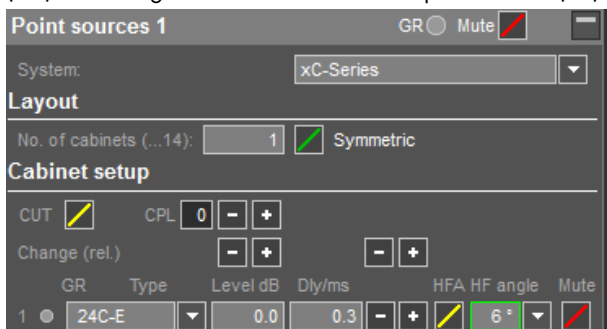 Point sources 1 GR Mute
System: xC-Series
Layout
No. of cabinets (...14): 1 Symmetric
Cabinet setup
CUT CPL 0 - +
Change (rel.) - + - +
GR Type Level dB Dly/ms HFA HF angle Mute
1 24C-E 0.0 0.3 - + 6 °